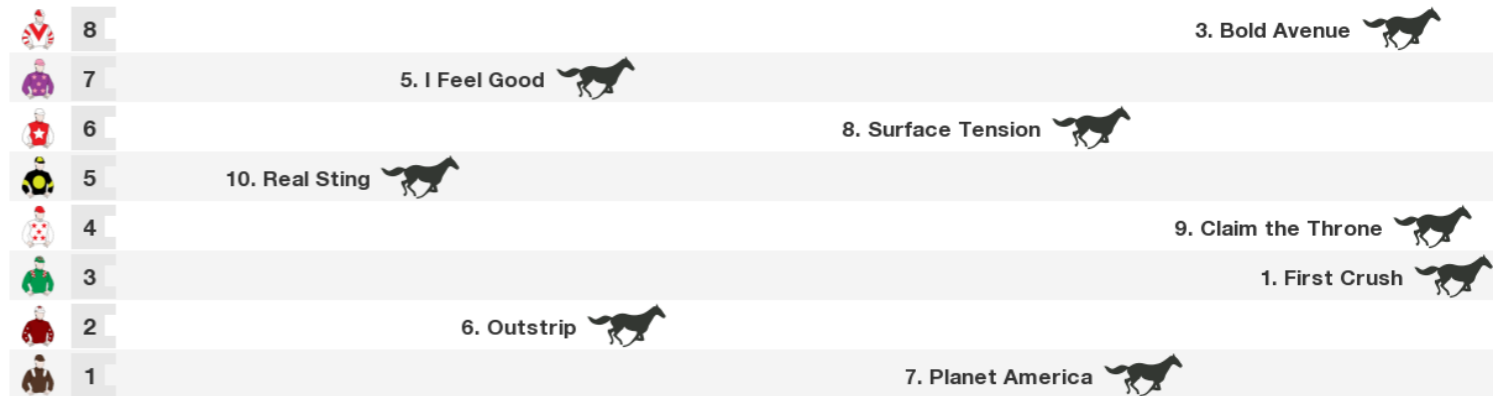 8 3. Bold Avenue
7 5. I Feel Good
6 8. Surface Tension
5 10. Real Sting
4 9. Claim the Throne
3 1. First Crush
2 6. Outstrip
1 7. Planet America